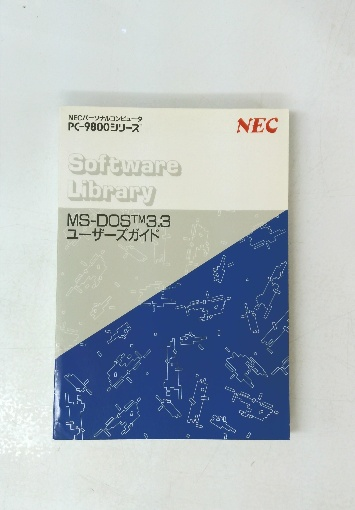 NECパーソナルコンピュータ
PC-9800シリーズ
NEC
Software
Library
MS-DOS™3.3
ユーザーズガイド